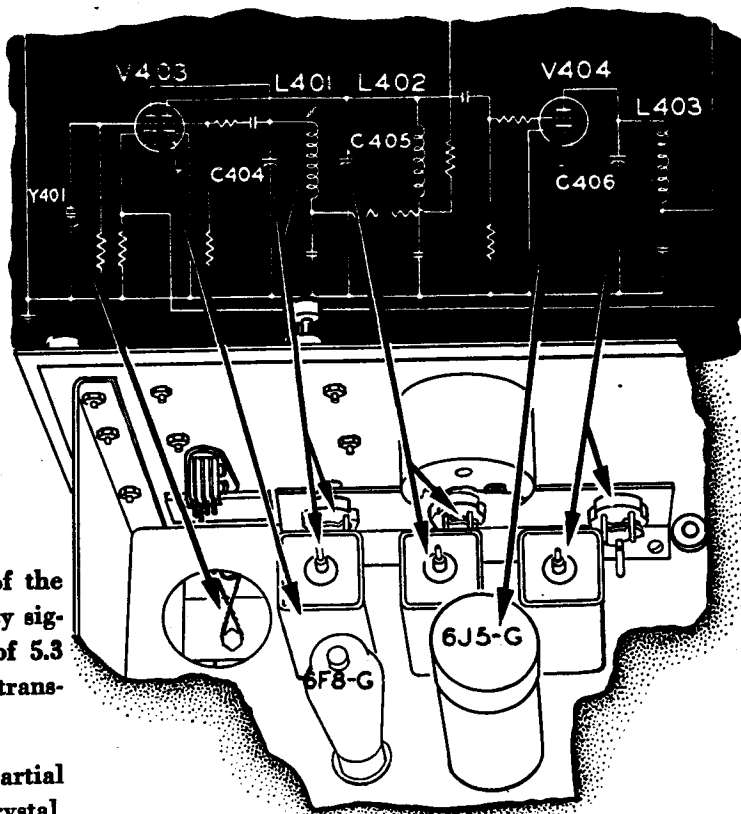 V403
L401 L402
V404
L403
C405
C404
Y401
C406
6J5-G
6F8-G
of the
y sig-
of 5.3
trans-
artial
rystal